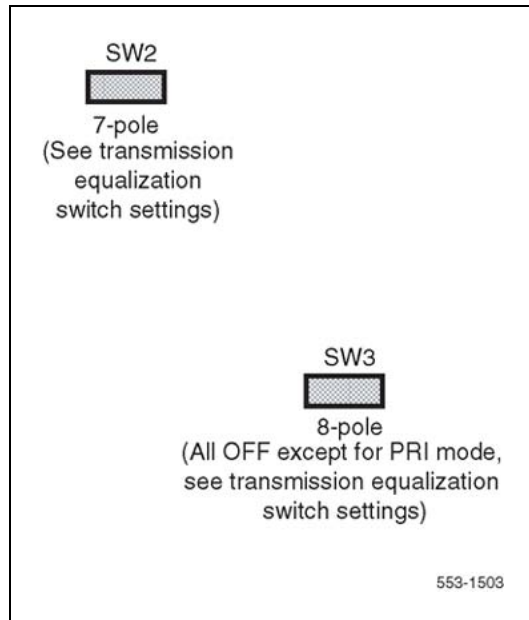 SW2
7-pole
(See transmission
equalization
switch settings)
SW3
8-pole
(All OFF except for PRI mode,
see transmission equalization
switch settings)
553-1503